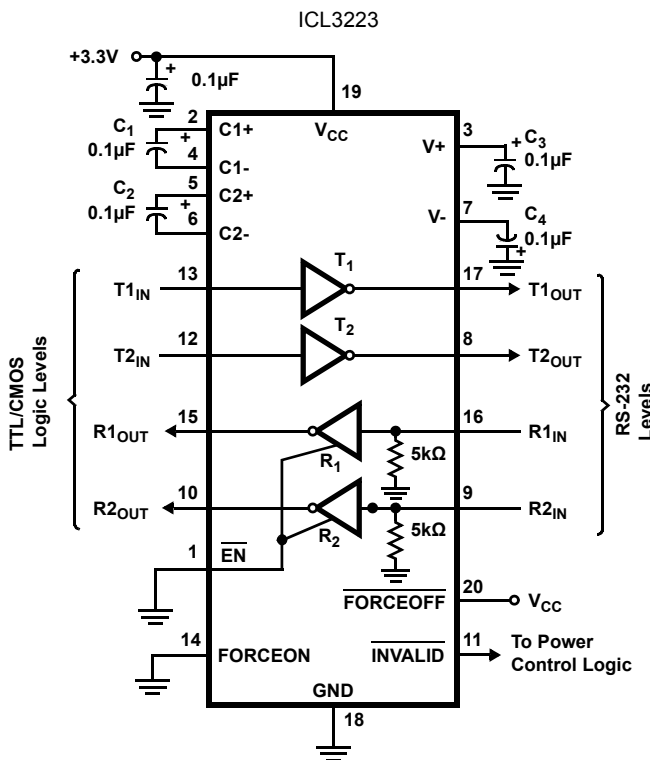 ICL3223
+3.3V
+
0.1µF
19
2
C1+
VCC
3
C1
0.1µF
+
4
C1-
V+
+
C3
0.1µF
5
C2+
C2
0.1µF
+
6
C2-
7
V-
C4
0.1µF
+
T1
13
17
T1IN
T1OUT
T2
12
8
T2IN
T2OUT
TTL/CMOS
Logic Levels
RS-232
Levels
15
16
R1OUT
R1IN
R1
5kΩ
10
9
R2OUT
R2IN
R2
5kΩ
1
EN
FORCEOFF
20
VCC
14
FORCEON
INVALID
11
To Power
Control Logic
GND
18